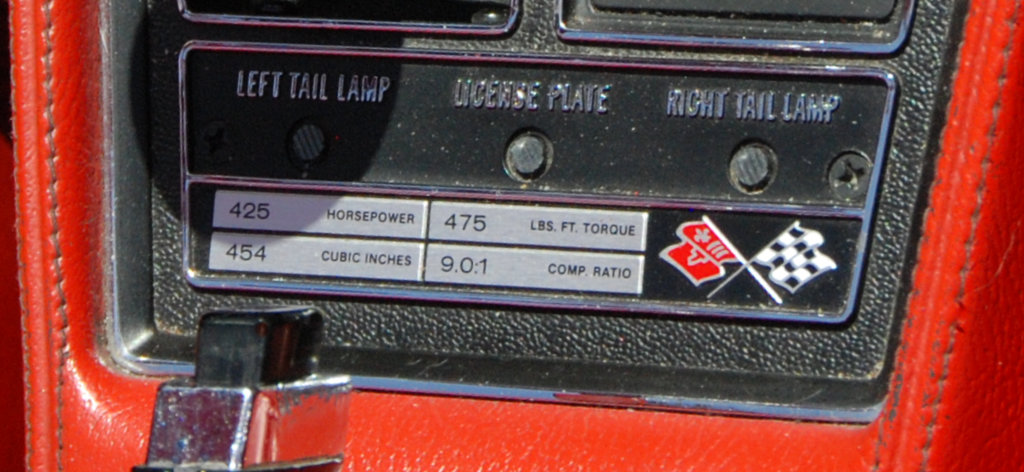 LEFT TAIL LAMP
LICENSE PLATE
RIGHT TAIL LAMP
425 HORSEPOWER
475 LBS. FT. TORQUE
454 CUBIC INCHES
9.0:1 COMP. RATIO